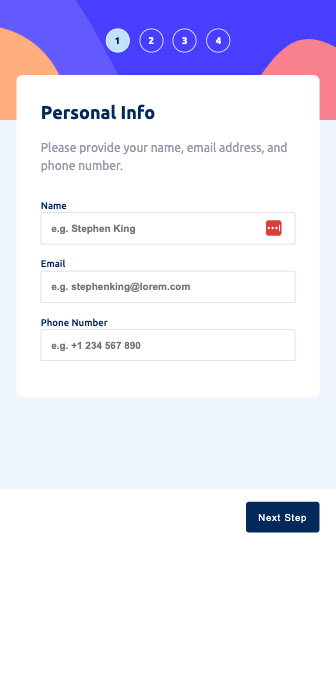 1 2 3 4
Personal Info
Please provide your name, email address, and
phone number.
Name
e.g. Stephen King
Email
e.g. stephenking@lorem.com
Phone Number
e.g. +1 234 567 890
Next Step